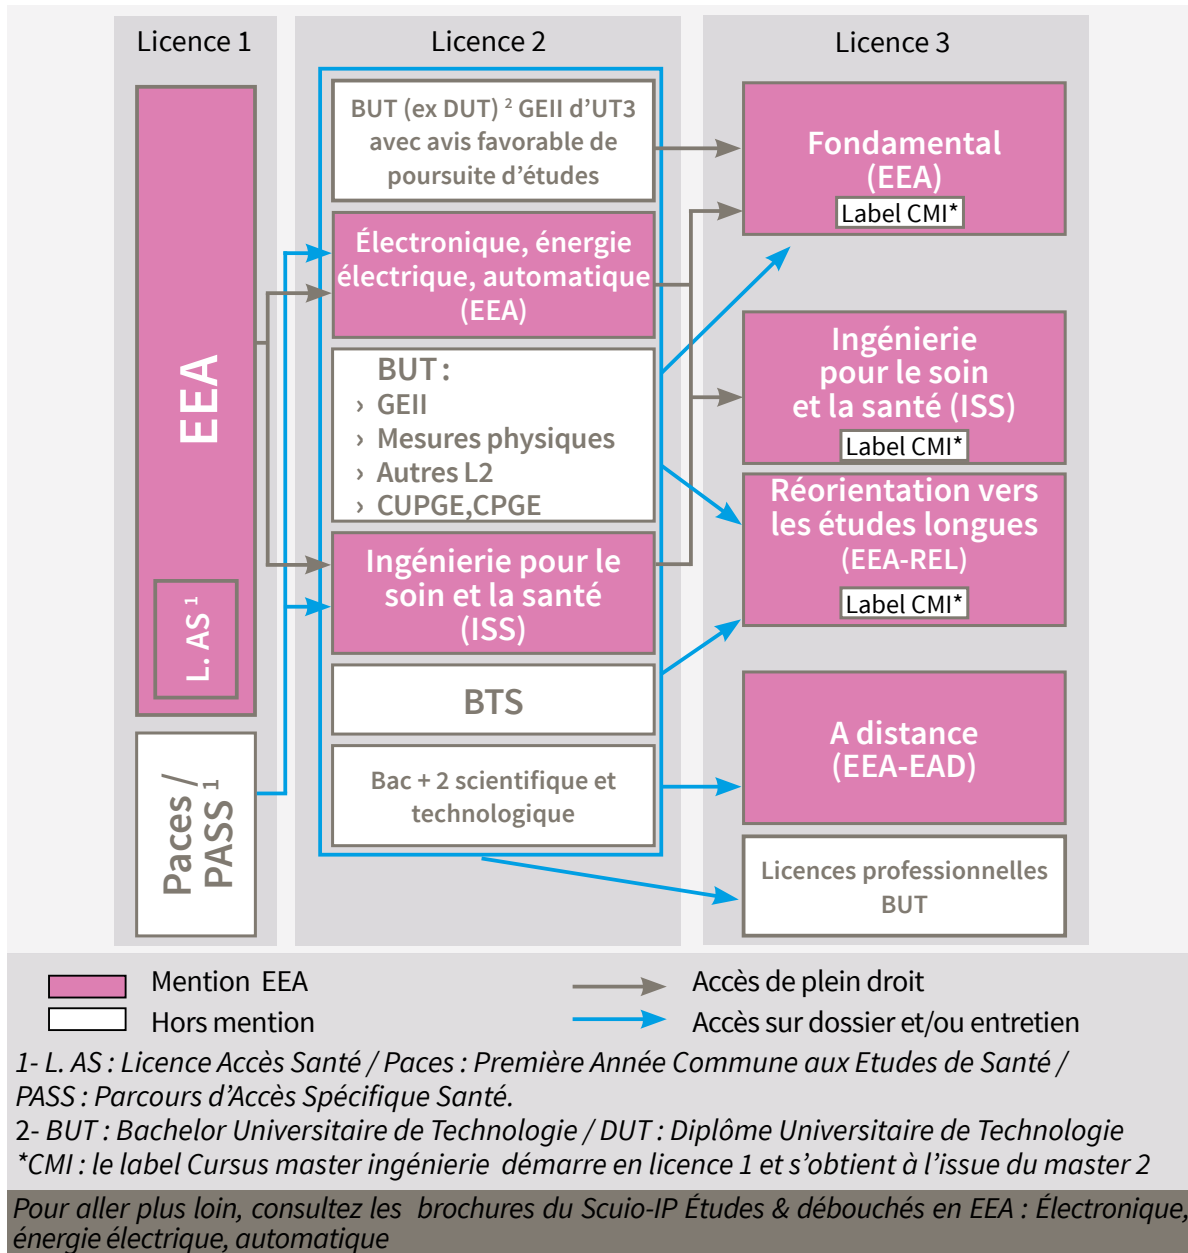 Licence 1
Licence 2
Licence 3
EEA
L. AS 1
Paces /
PASS 1
BUT (ex DUT) 2 GEII d’UT3
avec avis favorable de
poursuite d’études
Électronique, énergie
électrique, automatique
(EEA)
BUT :
› GEII
› Mesures physiques
› Autres L2
› CUPGE,CPGE
Ingénierie pour le
soin et la santé
(ISS)
BTS
Bac + 2 scientifique et
technologique
Fondamental
(EEA)
Label CMI*
Ingénierie
pour le soin
et la santé (ISS)
Label CMI*
Réorientation vers
les études longues
(EEA-REL)
Label CMI*
A distance
(EEA-EAD)
Licences professionnelles
BUT
Mention EEA
Hors mention
Accès de plein droit
Accès sur dossier et/ou entretien
1- L. AS : Licence Accès Santé / Paces : Première Année Commune aux Etudes de Santé /
PASS : Parcours d’Accès Spécifique Santé.
2- BUT : Bachelor Universitaire de Technologie / DUT : Diplôme Universitaire de Technologie
*CMI : le label Cursus master ingénierie démarre en licence 1 et s’obtient à l’issue du master 2
Pour aller plus loin, consultez les brochures du Scuio-IP Études & débouchés en EEA : Électronique,
énergie électrique, automatique